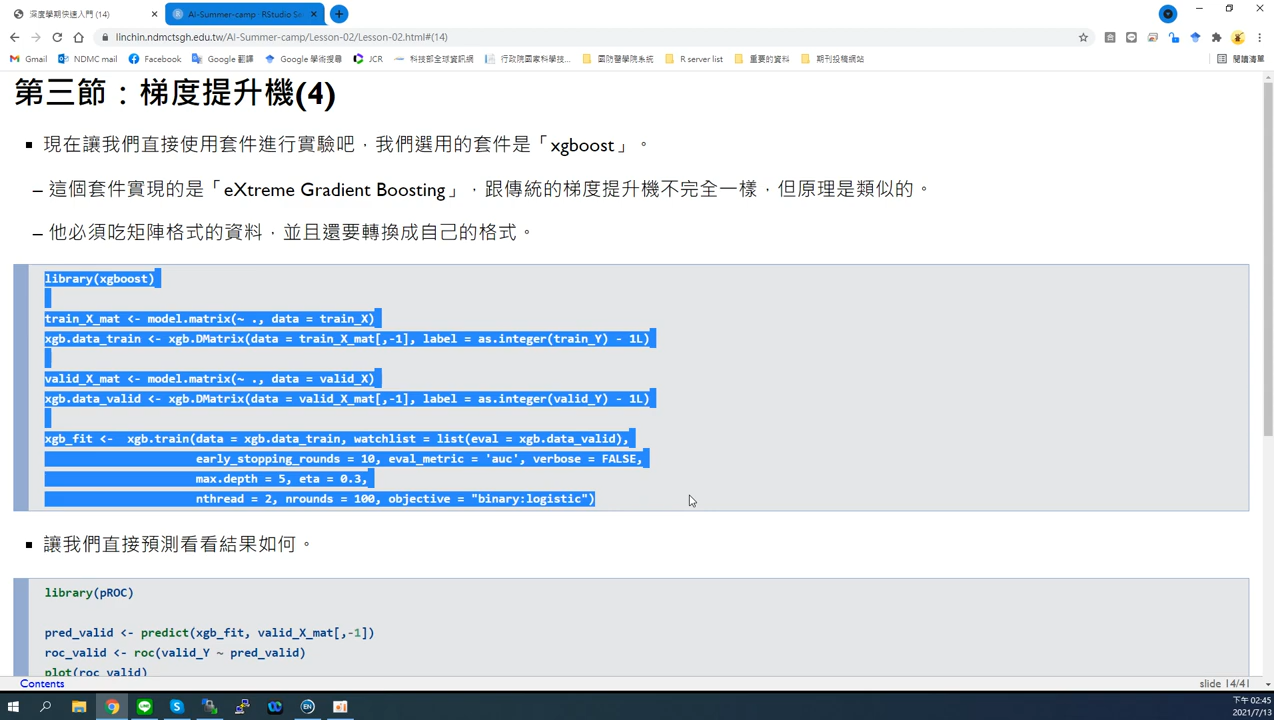 深度學期快速入門 (14)
AI-Summer-camp · RStudio Se
linchin.ndmctsgh.edu.tw/AI-Summer-camp/Lesson-02/Lesson-02.html#(14)
Gmail NDMC mail Facebook Google 翻譯 Google 學術搜尋 JCR 科技部全球資訊網 行政院國家科學技... 國防醫學院系統 R server list 重要的資料 期刊投稿網站 閱讀清單
第三節：梯度提升機(4)
現在讓我們直接使用套件進行實驗吧，我們選用的套件是「xgboost」。
– 這個套件實現的是「eXtreme Gradient Boosting」，跟傳統的梯度提升機不完全一樣，但原理是類似的。
– 他必須吃矩陣格式的資料，並且還要轉換成自己的格式。
library(xgboost)
train_X_mat <- model.matrix(~ ., data = train_X)
xgb.data_train <- xgb.DMatrix(data = train_X_mat[,-1], label = as.integer(train_Y) - 1L)
valid_X_mat <- model.matrix(~ ., data = valid_X)
xgb.data_valid <- xgb.DMatrix(data = valid_X_mat[,-1], label = as.integer(valid_Y) - 1L)
xgb_fit <-  xgb.train(data = xgb.data_train, watchlist = list(eval = xgb.data_valid),
early_stopping_rounds = 10, eval_metric = 'auc', verbose = FALSE,
max.depth = 5, eta = 0.3,
nthread = 2, nrounds = 100, objective = "binary:logistic")
讓我們直接預測看看結果如何。
library(pROC)
pred_valid <- predict(xgb_fit, valid_X_mat[,-1])
roc_valid <- roc(valid_Y ~ pred_valid)
plot(roc_valid)
Contents
slide 14/41
EN
下午 02:45
2021/7/13